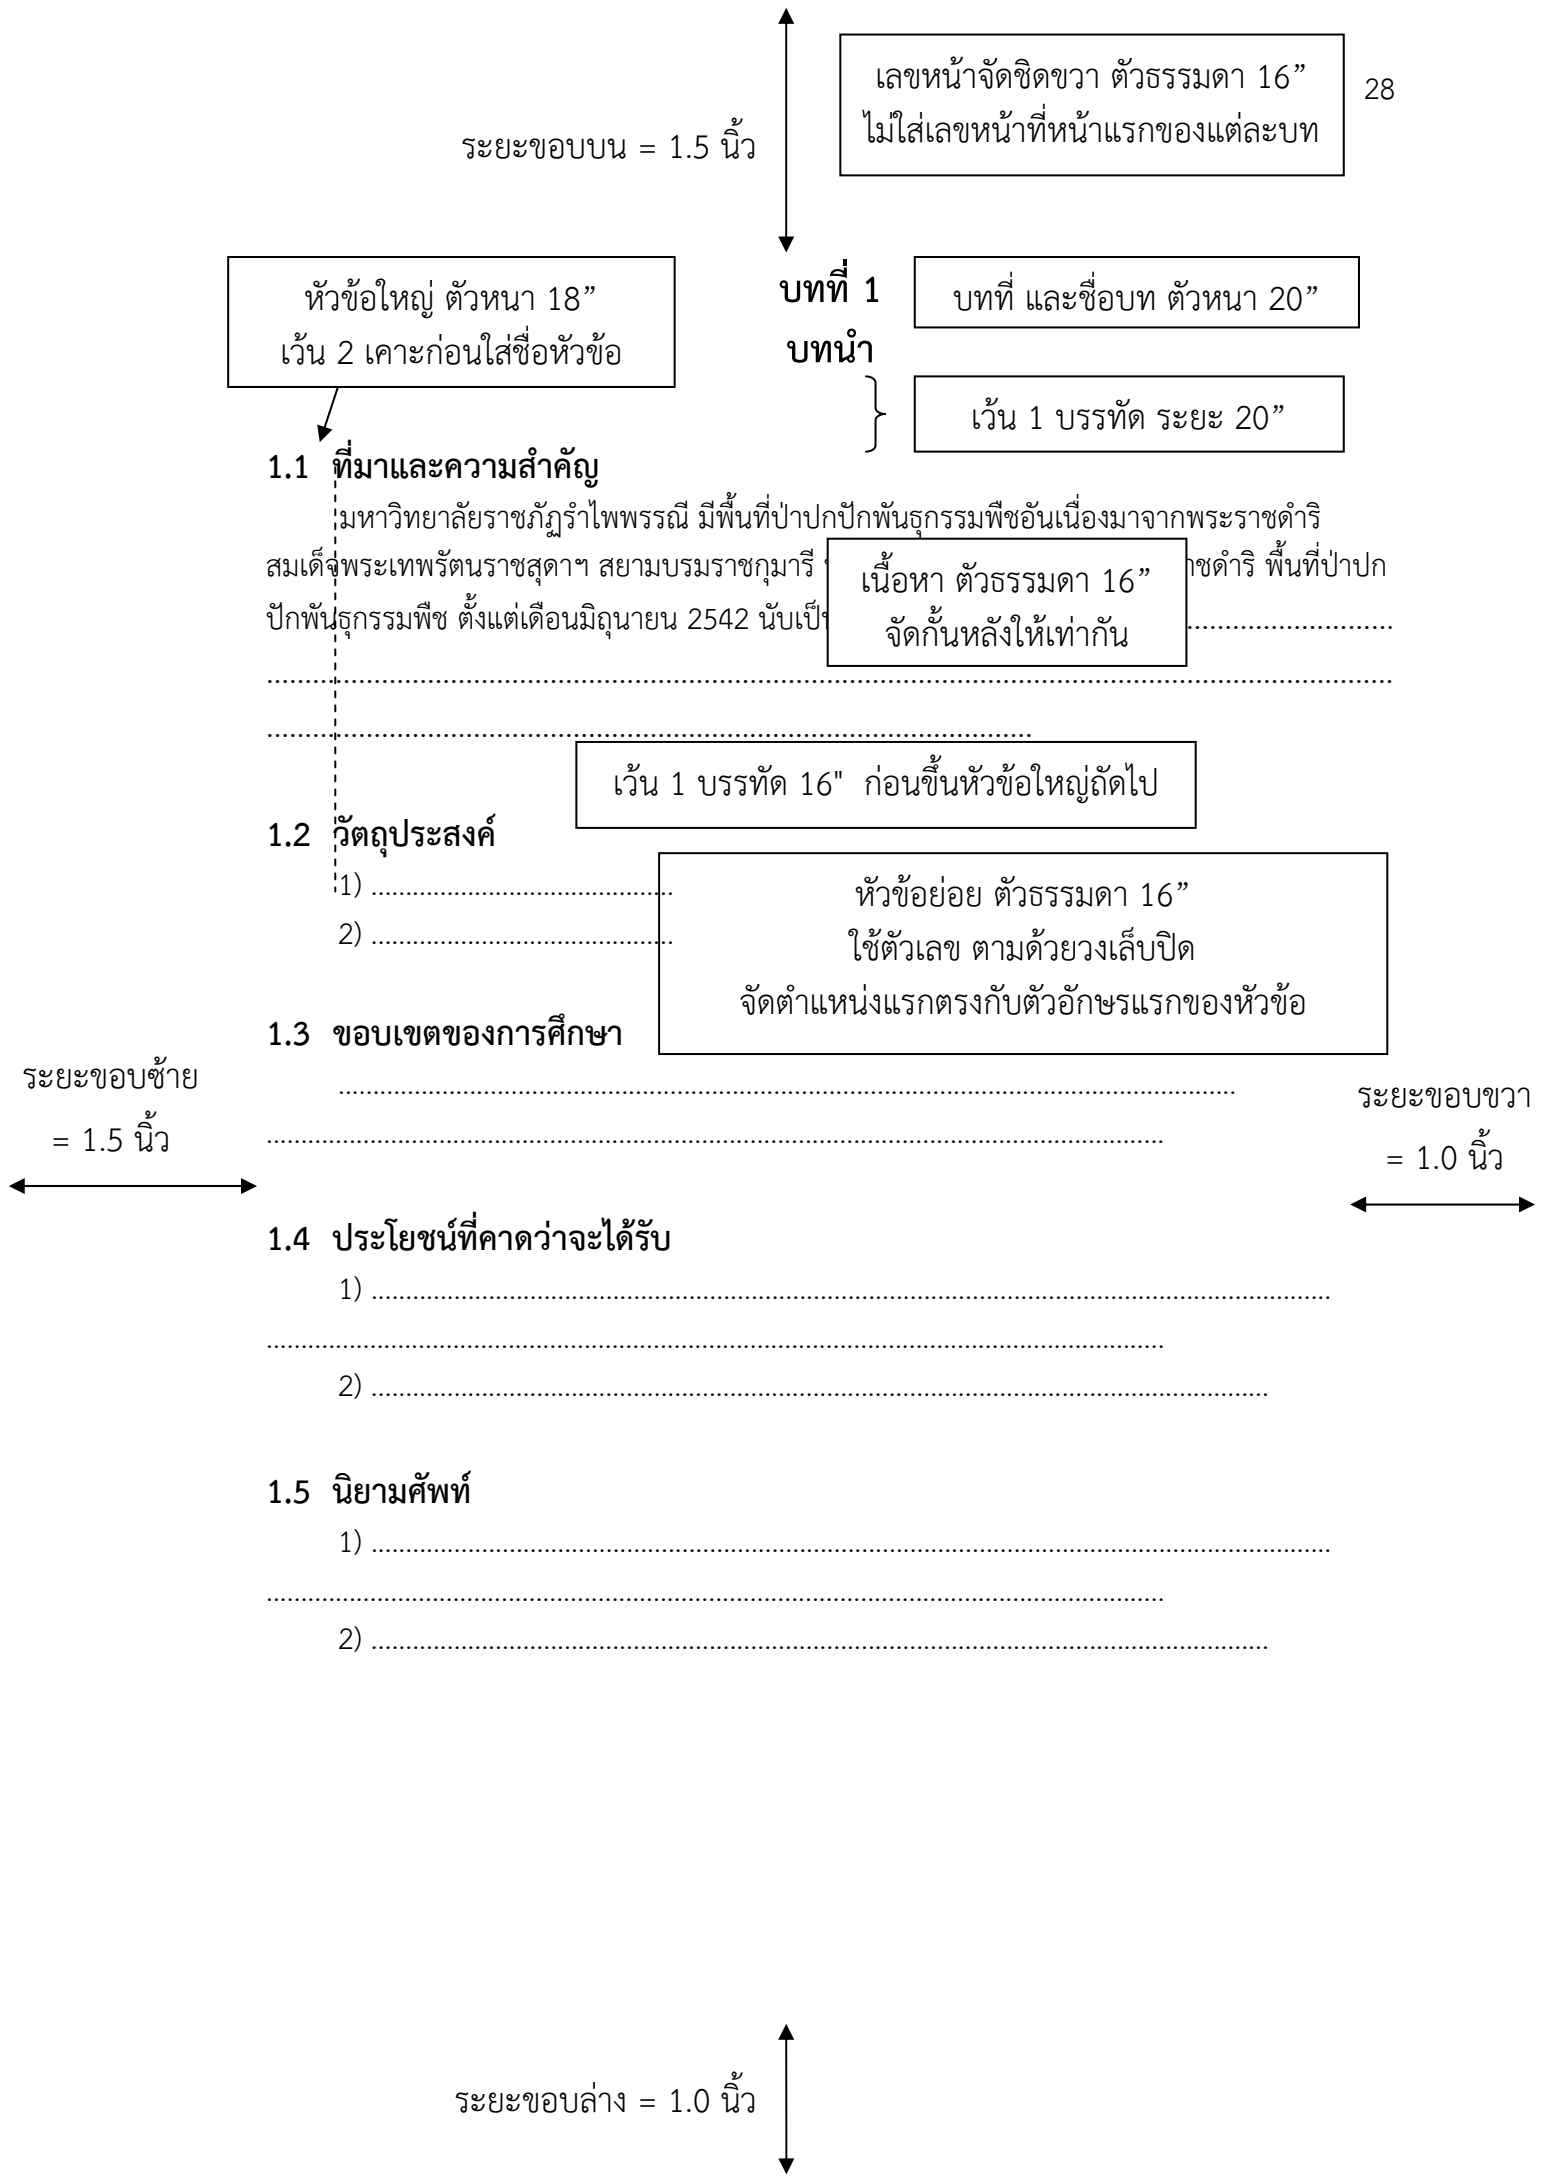 เลขหน้าจัดชิดขวา ตัวธรรมดา 16”
ไม่ใส่เลขหน้าที่หน้าแรกของแต่ละบท
28
ระยะขอบบน = 1.5 นิ้ว
หัวข้อใหญ่ ตัวหนา 18”
เว้น 2 เคาะก่อนใส่ชื่อหัวข้อ
บทที่ 1
บทนำ
บทที่ และชื่อบท ตัวหนา 20”
เว้น 1 บรรทัด ระยะ 20”
1.1 ที่มาและความสำคัญ
มหาวิทยาลัยราชภัฏรำไพพรรณี มีพื้นที่ป่าปกปักพันธุกรรมพืชอันเนื่องมาจากพระราชดำริ
สมเด็จพระเทพรัตนราชสุดาฯ สยามบรมราชกุมารี ชดำริ พื้นที่ป่าปก
ปักพันธุกรรมพืช ตั้งแต่เดือนมิถุนายน 2542 นับเป็ ..............................
เนื้อหา ตัวธรรมดา 16”
จัดกั้นหลังให้เท่ากัน
................................................................................................................................................
..................................................................................................
เว้น 1 บรรทัด 16" ก่อนขึ้นหัวข้อใหญ่ถัดไป
1.2 วัตถุประสงค์
1) ............................................
2) ............................................
หัวข้อย่อย ตัวธรรมดา 16”
ใช้ตัวเลข ตามด้วยวงเล็บปิด
จัดตำแหน่งแรกตรงกับตัวอักษรแรกของหัวข้อ
1.3 ขอบเขตของการศึกษา
..................................................................................................................................
..................................................................................................................................
ระยะขอบซ้าย
= 1.5 นิ้ว
ระยะขอบขวา
= 1.0 นิ้ว
1.4 ประโยชน์ที่คาดว่าจะได้รับ
1) ...........................................................................................................................................
..................................................................................................................................
2) ..................................................................................................................................
1.5 นิยามศัพท์
1) ...........................................................................................................................................
..................................................................................................................................
2) ..................................................................................................................................
ระยะขอบล่าง = 1.0 นิ้ว